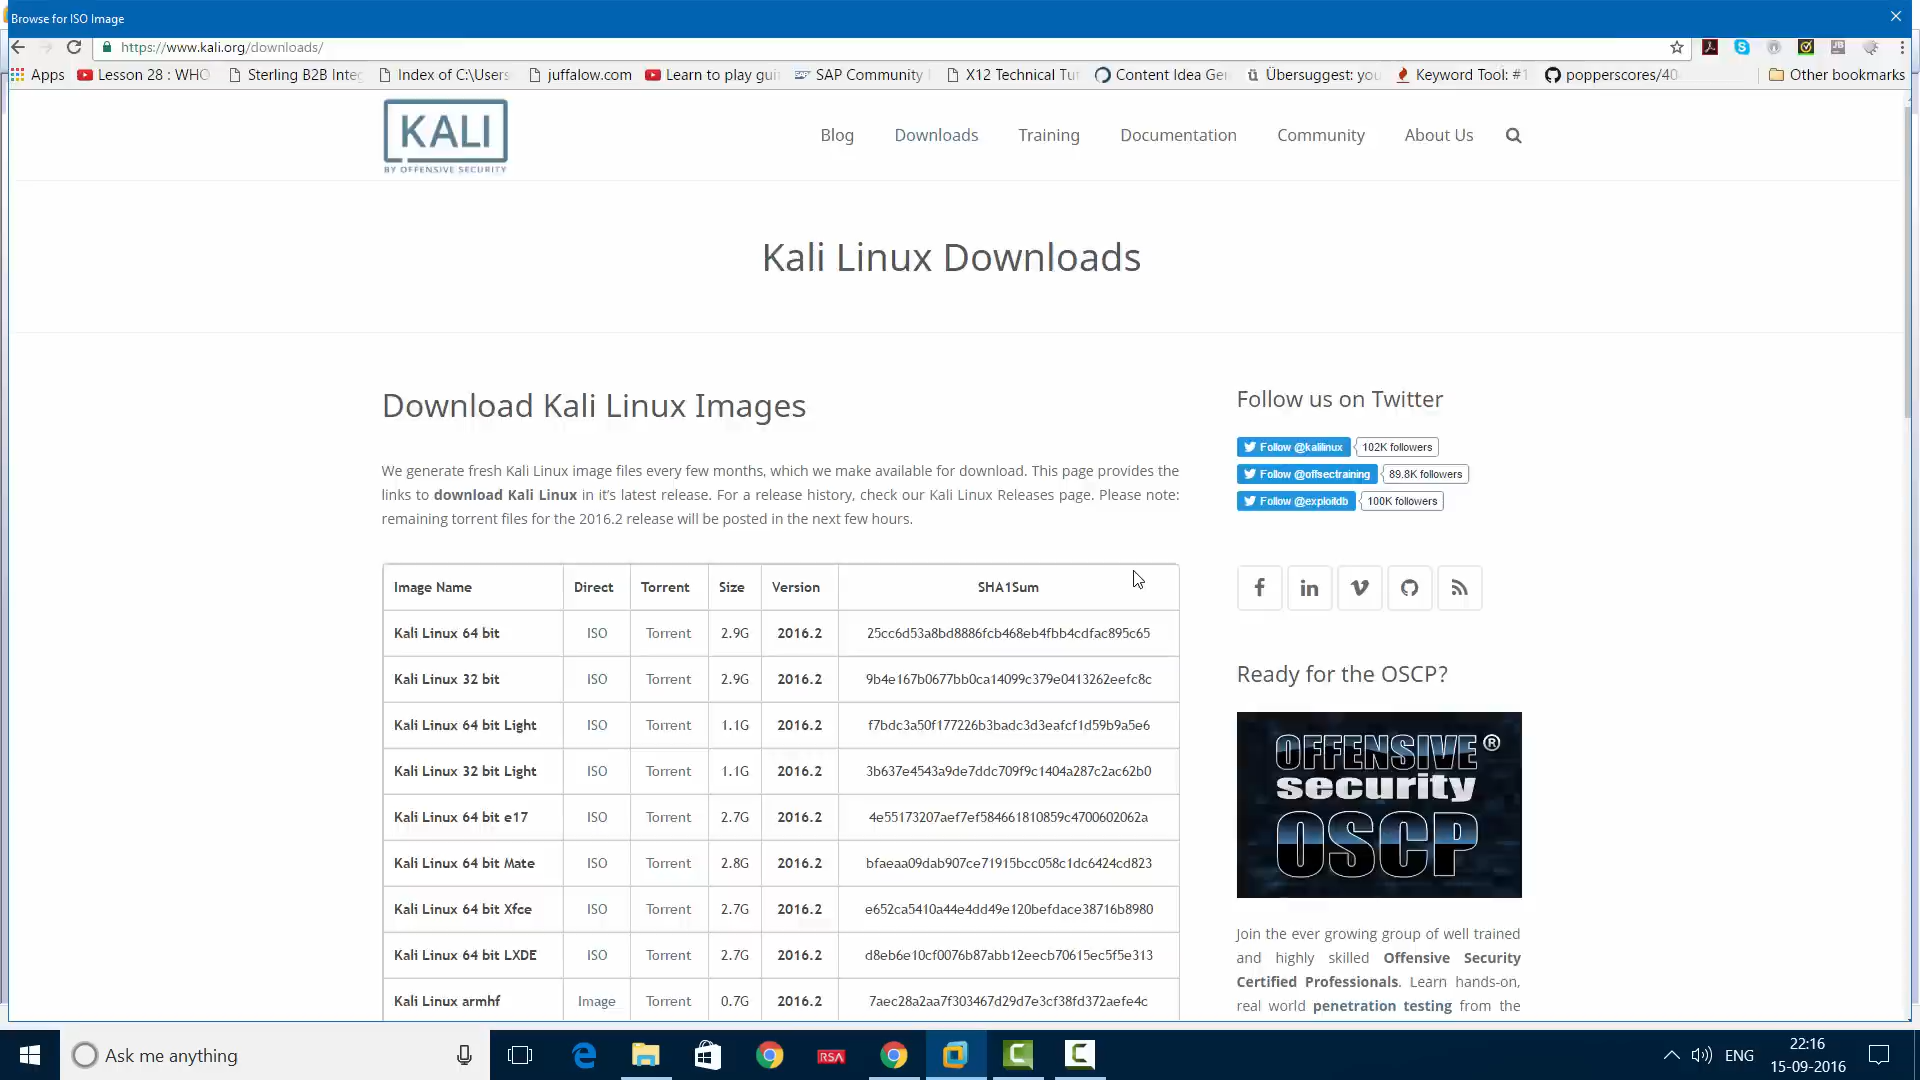 Browse for ISO Image
https://www.kali.org/downloads/
Apps
Lesson 28 : WHO
Sterling B2B Inte
Index of C:\Users
juffalow.com
Learn to play gui
SAP Community
X12 Technical Tu
Content Idea Ge
Übersuggest: you
Keyword Tool: #1
popperscores/40
Other bookmarks
KALI
BY OFFENSIVE SECURITY
Blog
Downloads
Training
Documentation
Community
About Us
Kali Linux Downloads
Download Kali Linux Images
We generate fresh Kali Linux image files every few months, which we make available for download. This page provides the
links to download Kali Linux in it's latest release. For a release history, check our Kali Linux Releases page. Please note:
remaining torrent files for the 2016.2 release will be posted in the next few hours.
Image Name Direct Torrent Size Version SHA1Sum
Kali Linux 64 bit ISO Torrent 2.9G 2016.2 25cc6d53a8bd8886fcb468eb4fbb4cdfac895c65
Kali Linux 32 bit ISO Torrent 2.9G 2016.2 9b4e167b0677bb0ca14099c379e0413262eefc8c
Kali Linux 64 bit Light ISO Torrent 1.1G 2016.2 f7bdc3a50f177226b3badc3d3eafcf1d59b9a5e6
Kali Linux 32 bit Light ISO Torrent 1.1G 2016.2 3b637e4543a9de7ddc709f9c1404a287c2ac62b0
Kali Linux 64 bit e17 ISO Torrent 2.7G 2016.2 4e55173207aef7ef584661810859c4700602062a
Kali Linux 64 bit Mate ISO Torrent 2.8G 2016.2 bfaeaa09dab907ce71915bcc058c1dc6424cd823
Kali Linux 64 bit Xfce ISO Torrent 2.7G 2016.2 e652ca5410a44e4dd49e120befdace38716b8980
Kali Linux 64 bit LXDE ISO Torrent 2.7G 2016.2 d8eb6e10cf0076b87abb12eecb70615ec5f5e313
Kali Linux armhf Image Torrent 0.7G 2016.2 7aec28a2aa7f303467d29d7e3cf38fd372aefe4c
Follow us on Twitter
Follow @kalilinux 102K followers
Follow @offsectraining 89.8K followers
Follow @exploitdb 100K followers
Ready for the OSCP?
OFFENSIVE®
security
OSCP
Join the ever growing group of well trained
and highly skilled Offensive Security
Certified Professionals. Learn hands-on,
real world penetration testing from the
Ask me anything
RSA
ENG
22:16
15-09-2016